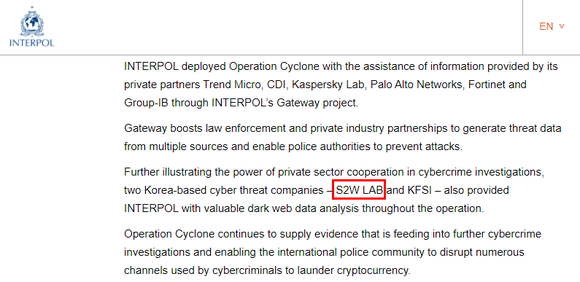 INTERPOL
EN
INTERPOL deployed Operation Cyclone with the assistance of information provided by its
private partners Trend Micro, CDI, Kaspersky Lab, Palo Alto Networks, Fortinet and
Group-IB through INTERPOL's Gateway project.
Gateway boosts law enforcement and private industry partnerships to generate threat data
from multiple sources and enable police authorities to prevent attacks.
Further illustrating the power of private sector cooperation in cybercrime investigations,
two Korea-based cyber threat companies – S2W LAB and KFSI – also provided
INTERPOL with valuable dark web data analysis throughout the operation.
Operation Cyclone continues to supply evidence that is feeding into further cybercrime
investigations and enabling the international police community to disrupt numerous
channels used by cybercriminals to launder cryptocurrency.